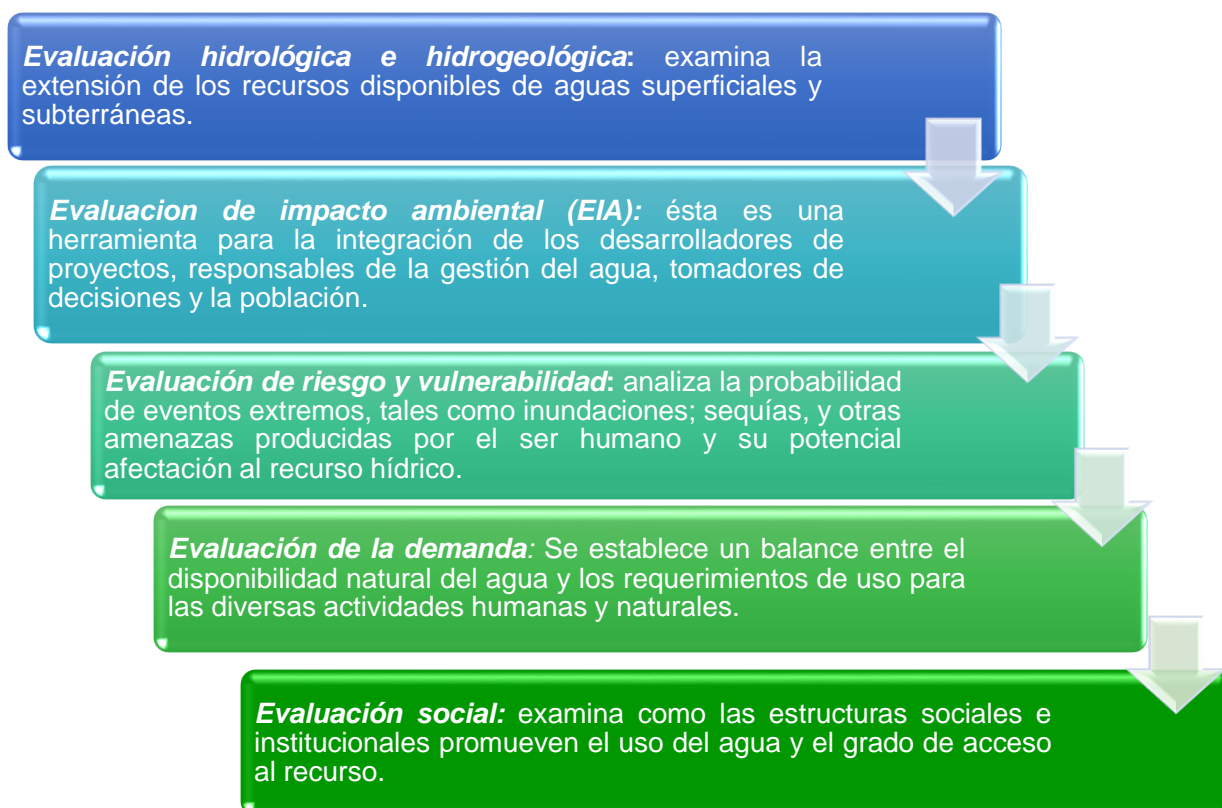 Evaluación hidrológica e hidrogeológica: examina la
extensión de los recursos disponibles de aguas superficiales y
subterráneas.
Evaluacion de impacto ambiental (EIA): ésta es una
herramienta para la integración de los desarrolladores de
proyectos, responsables de la gestión del agua, tomadores de
decisiones y la población.
Evaluación de riesgo y vulnerabilidad: analiza la probabilidad
de eventos extremos, tales como inundaciones; sequías, y otras
amenazas producidas por el ser humano y su potencial
afectación al recurso hídrico.
Evaluación de la demanda: Se establece un balance entre el
disponibilidad natural del agua y los requerimientos de uso para
las diversas actividades humanas y naturales.
Evaluación social: examina como las estructuras sociales e
institucionales promueven el uso del agua y el grado de acceso
al recurso.